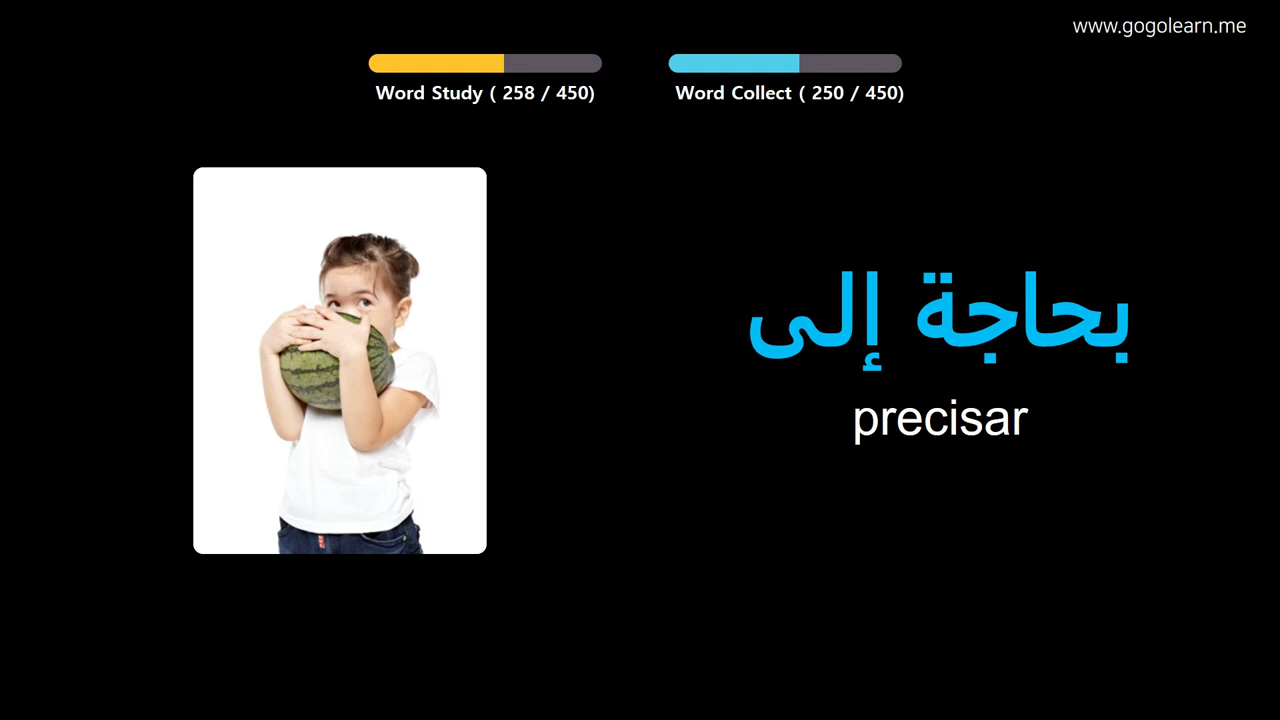 www.gogolearn.me
Word Study ( 258 / 450)
Word Collect ( 250 / 450)
بحاجة إلى
precisar